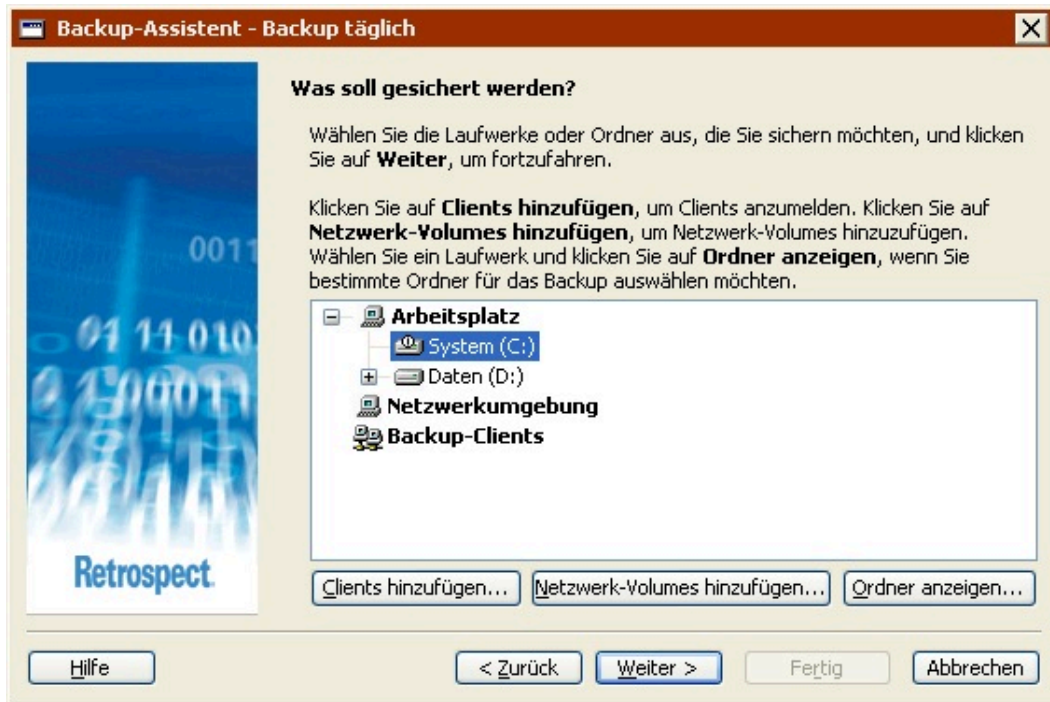 Backup-Assistent - Backup täglich
Was soll gesichert werden?
Wählen Sie die Laufwerke oder Ordner aus, die Sie sichern möchten, und klicken
Sie auf Weiter, um fortzufahren.
Klicken Sie auf Clients hinzufügen, um Clients anzumelden. Klicken Sie auf
Netzwerk-Volumes hinzufügen, um Netzwerk-Volumes hinzuzufügen.
Wählen Sie ein Laufwerk und klicken Sie auf Ordner anzeigen, wenn Sie
bestimmte Ordner für das Backup auswählen möchten.
Arbeitsplatz
System (C:)
Daten (D:)
Netzwerkumgebung
Backup-Clients
0011
01 11 010
Retrospect
Clients hinzufügen... Netzwerk-Volumes hinzufügen... Ordner anzeigen...
Hilfe < Zurück Weiter > Fertig Abbrechen